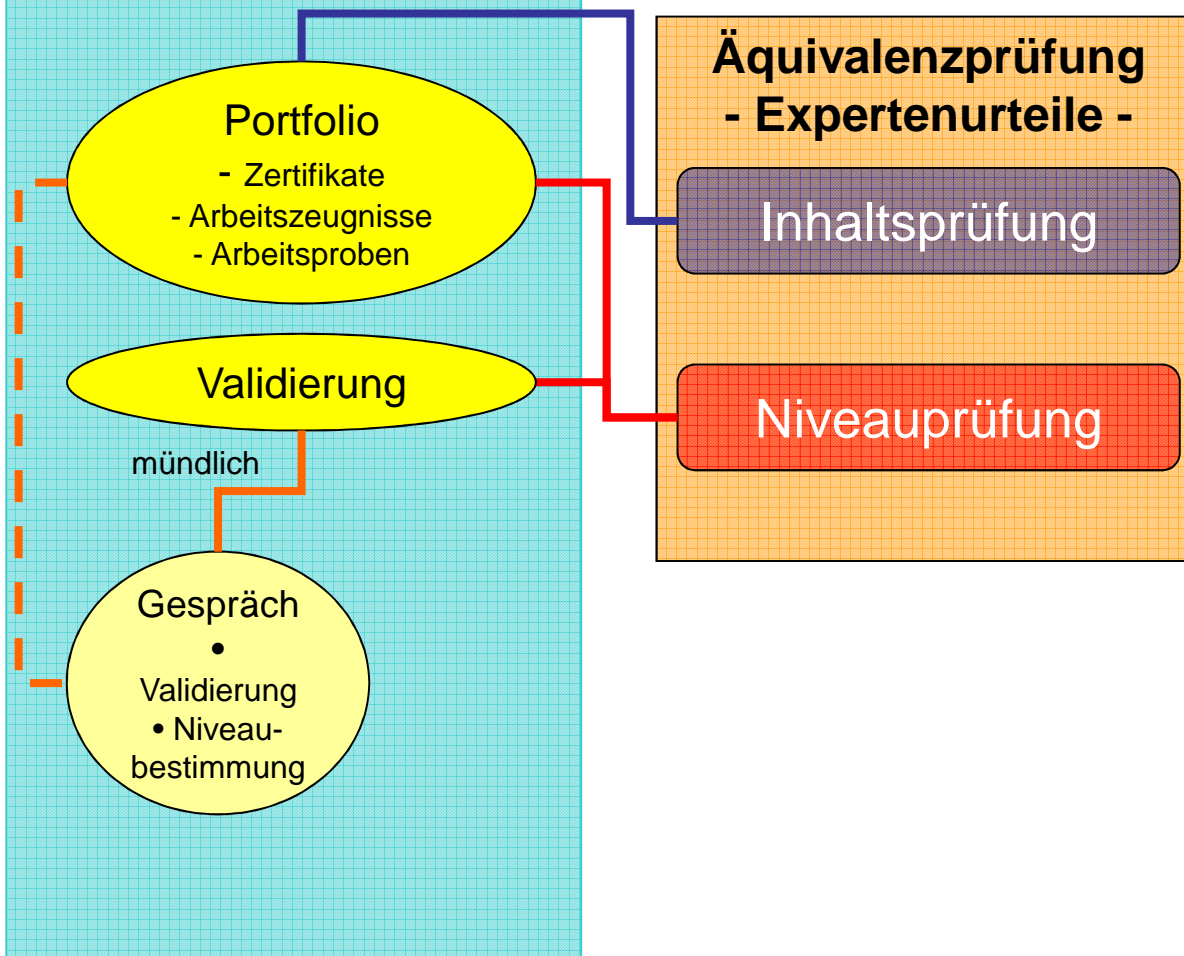 Portfolio
- Zertifikate
- Arbeitszeugnisse
- Arbeitsproben
Validierung
mündlich
Gespräch
•
Validierung
• Niveau-
bestimmung
Äquivalenzprüfung
- Expertenurteile -
Inhaltsprüfung
Niveauprüfung